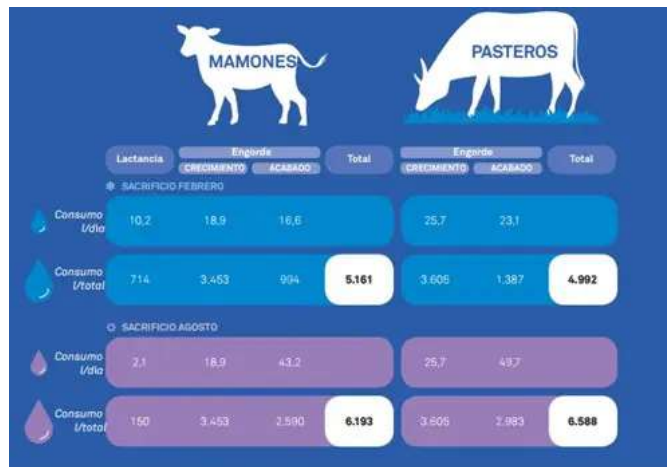 MAMONES
PASTEROS
Engorde Engorde
Lactancia CRECIMIENTO ACABADO Total CRECIMIENTO ACABADO Total
SACRIFICIO FEBRERO
Consumo l/día 10,2 18,9 16,6 25,7 23,1
Consumo l/total 714 3.453 994 5.161 3.605 1.387 4.992
SACRIFICIO AGOSTO
Consumo l/día 2,1 18,9 43,2 25,7 49,7
Consumo l/total 150 3.453 2.590 6.193 3.605 2.983 6.588